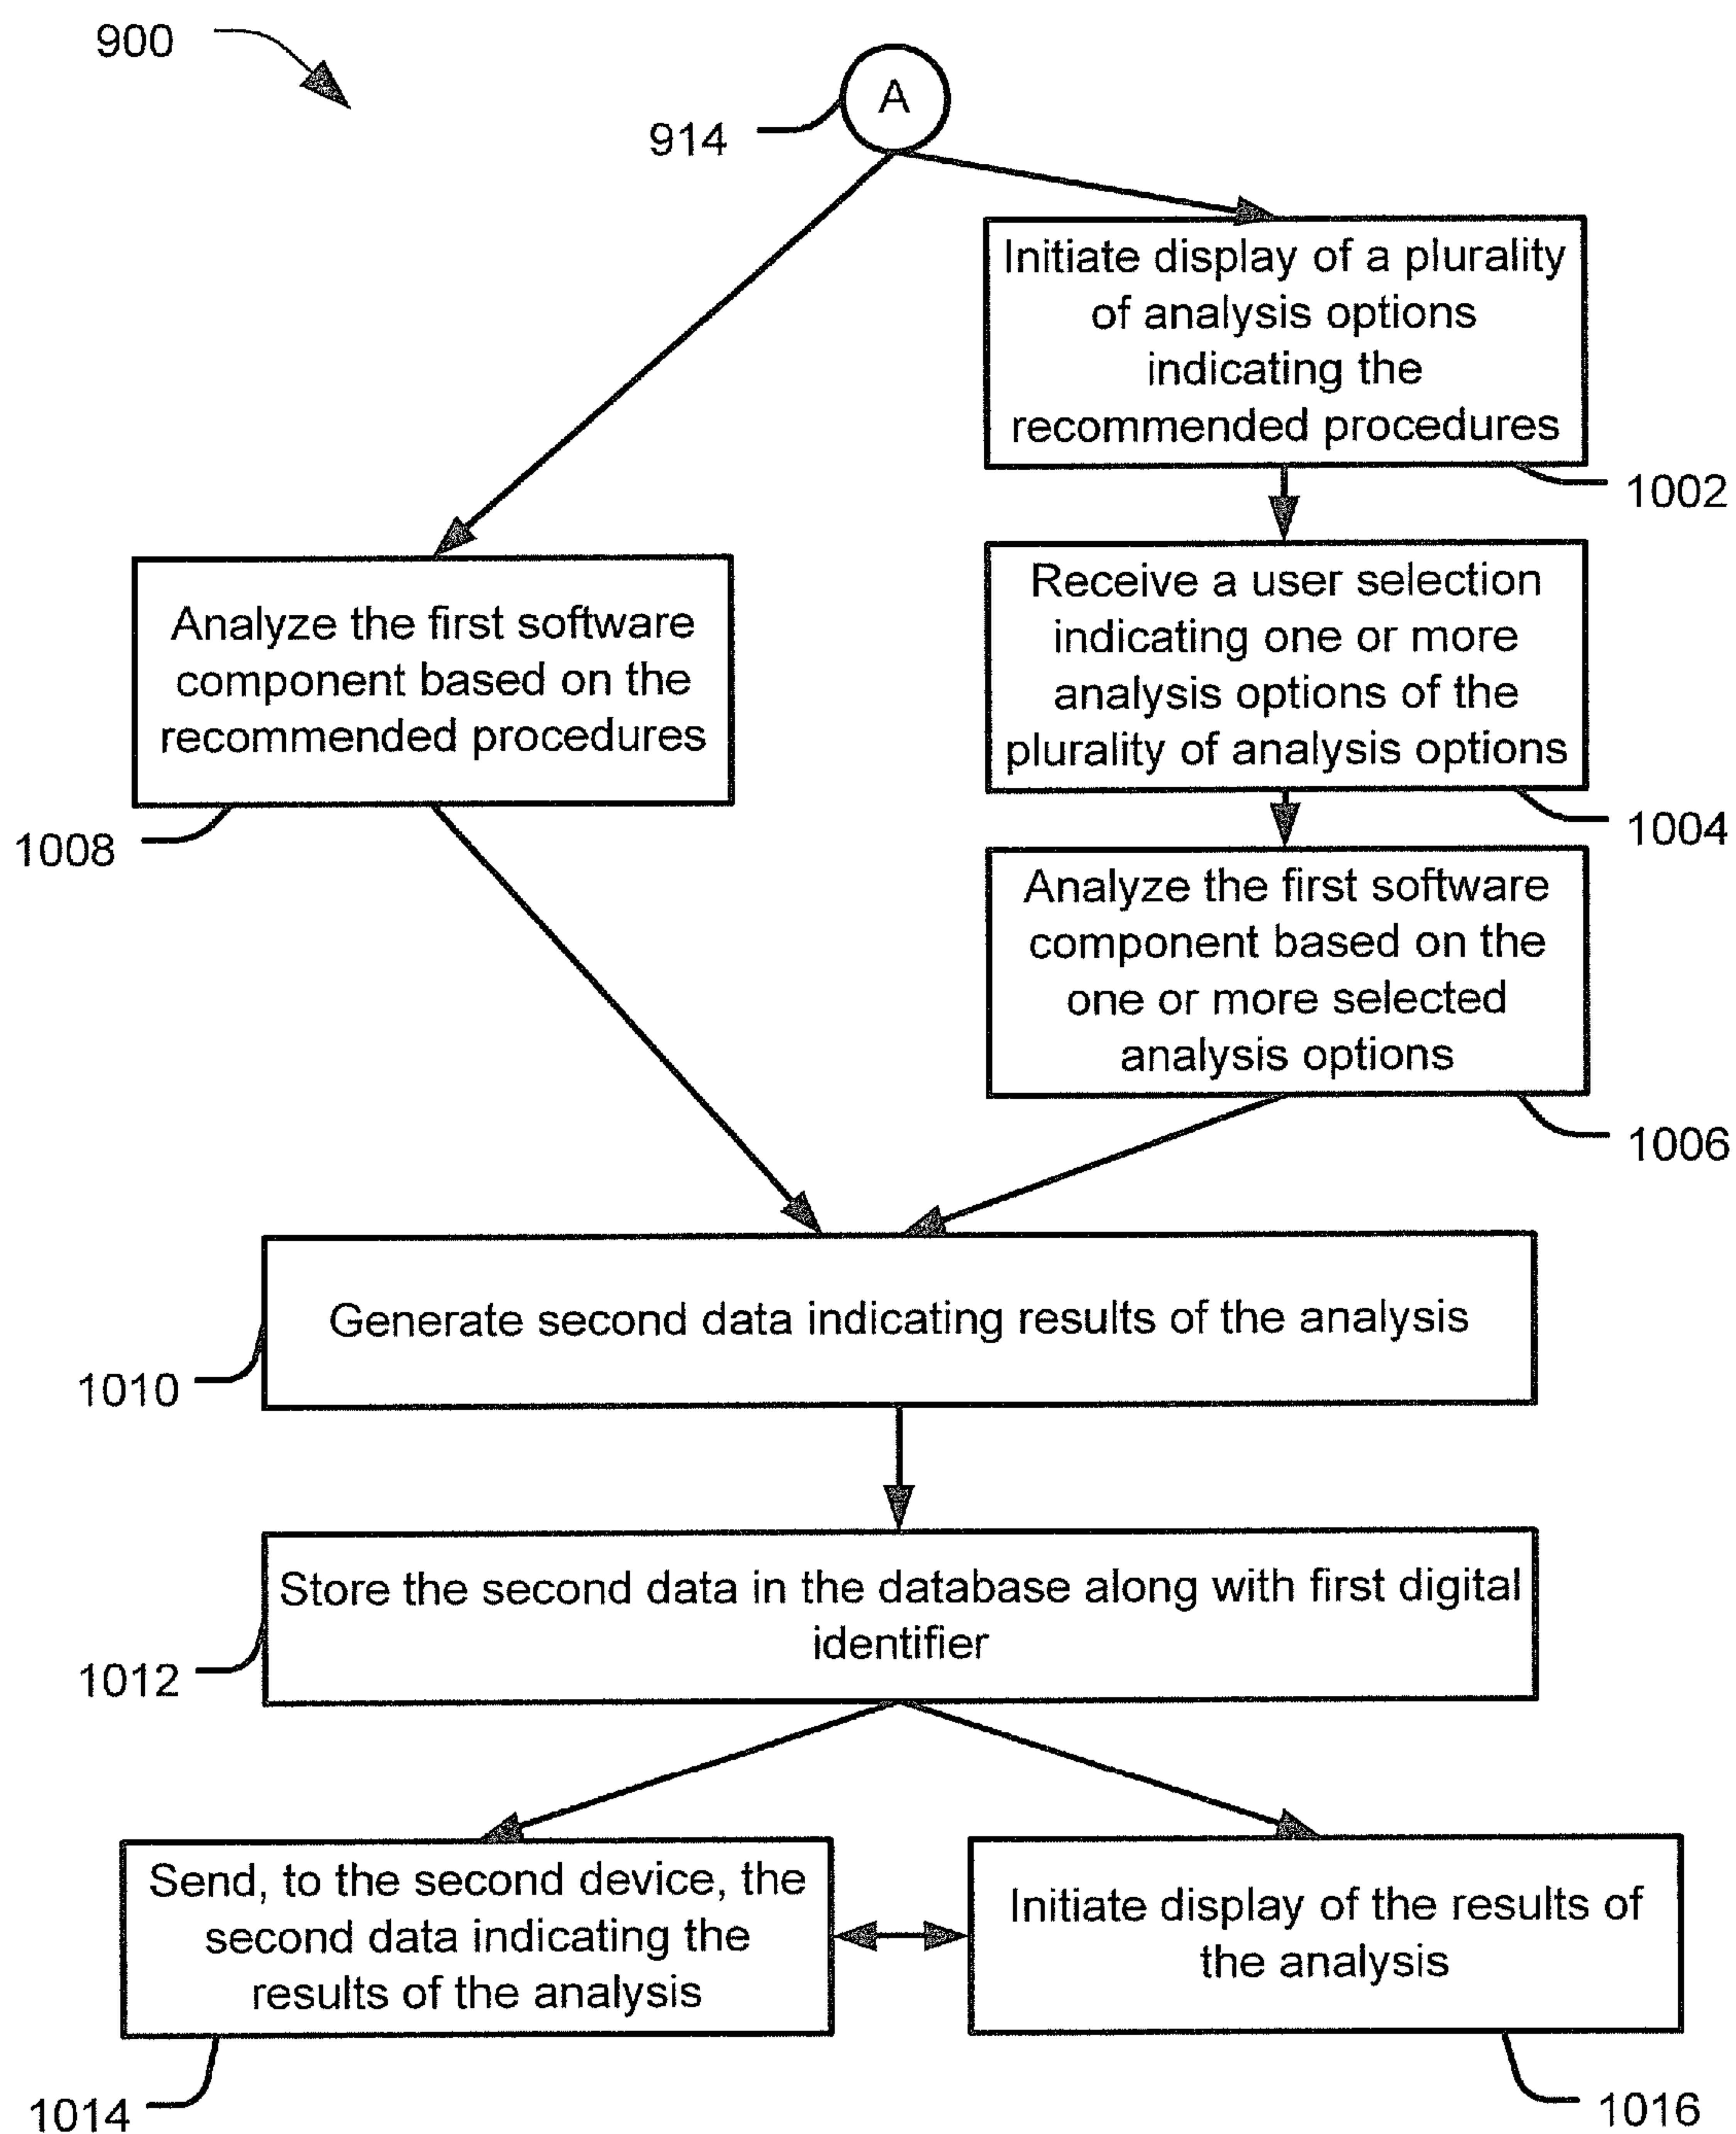 900
A
914
Initiate display of a plurality
of analysis options
indicating the
recommended procedures
1002
Receive a user selection
indicating one or more
analysis options of the
plurality of analysis options
1004
Analyze the first software
component based on the
recommended procedures
1008
Analyze the first software
component based on the
one or more selected
analysis options
1006
Generate second data indicating results of the analysis
1010
Store the second data in the database along with first digital
identifier
1012
Send, to the second device, the
second data indicating the
results of the analysis
1014
Initiate display of the results of
the analysis
1016